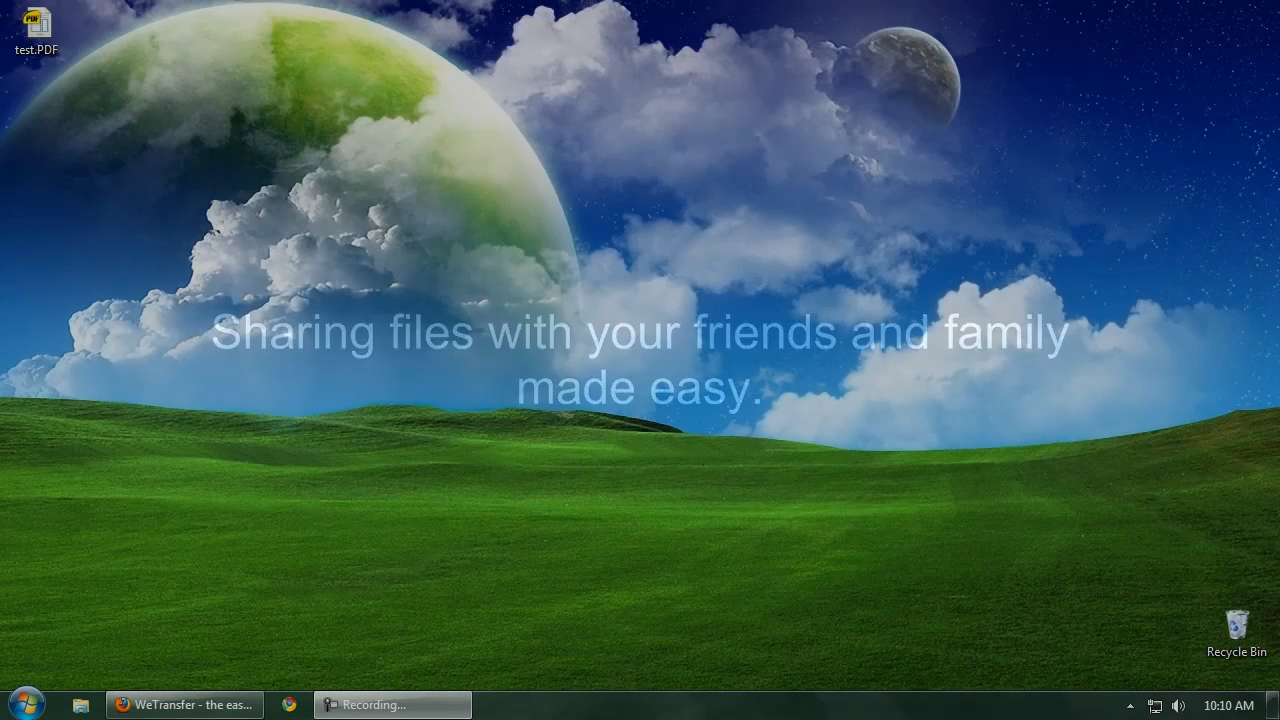 PDF
test.PDF
Sharing files with your friends and family
made easy.
Recycle Bin
WeTransfer - the eas...
Recording...
10:10 AM